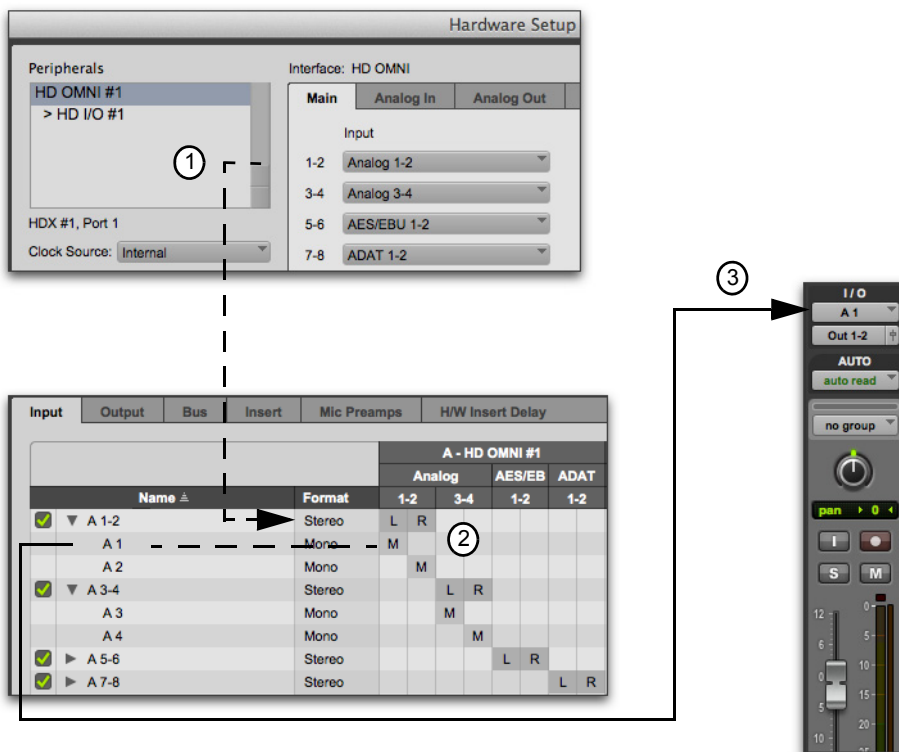 Hardware Setup
Peripherals
HD OMNI #1
> HD I/O #1
HDX #1, Port 1
Clock Source: Internal
Interface: HD OMNI
Main Analog In Analog Out
Input
1-2 Analog 1-2
3-4 Analog 3-4
5-6 AES/EBU 1-2
7-8 ADAT 1-2
1
Input Output Bus Insert Mic Preamps H/W Insert Delay
A - HD OMNI #1
Analog AES/EB ADAT
Name Format 1-2 3-4 1-2 1-2
A 1-2 Stereo L R
A 1 Mono M
2
A 2 Mono M
A 3-4 Stereo L R
A 3 Mono M
A 4 Mono M
A 5-6 Stereo L R
A 7-8 Stereo L R
3
I / O
A 1
Out 1-2
AUTO
auto read
no group
pan 0
I
S M
12 0
6 5
0 10
5 15
10 20
25